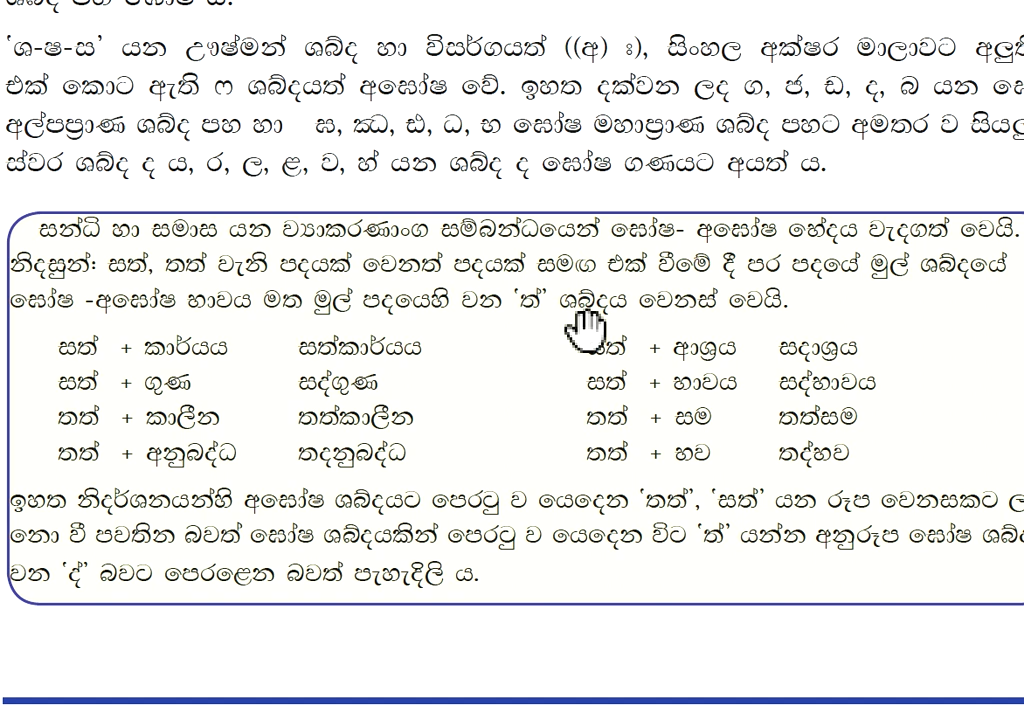 ‘ශ-ෂ-ස’ යන ඌෂ්මන් ශබ්ද හා විසර්ගයත් ((අ) ඃ), සිංහල අක්ෂර මාලාවට
එක් කොට ඇති ෆ ශබ්දයත් අඝෝෂ වේ. ඉහත දක්වන ලද ග, ජ, ඩ, ද, බ යන
අල්පප්‍රාණ ශබ්ද පහ හා ඝ, ඣ, ඪ, ධ, භ ඝෝෂ මහාප්‍රාණ ශබ්ද පහට අමතර ව
ස්වර ශබ්ද ද ය, ර, ල, ළ, ව, හ් යන ශබ්ද ද ඝෝෂ ගණයට අයත් ය.
සන්ධි හා සමාස යන ව්‍යාකරණාංග සම්බන්ධයෙන් ඝෝෂ- අඝෝෂ භේදය වැදගත් වෙයි.
නිදසුන්: සත්, තත් වැනි පදයක් වෙනත් පදයක් සමඟ එක් වීමේ දී පර පදයේ මුල් ශබ්දයේ
ඝෝෂ -අඝෝෂ භාවය මත මුල් පදයෙහි වන ‘ත්’ ශබ්දය වෙනස් වෙයි.
සත් + කාර්යය සත්කාර්යය සත් + ආශ්‍රය සදාශ්‍රය
සත් + ගුණ සද්ගුණ සත් + භාවය සද්භාවය
තත් + කාලීන තත්කාලීන තත් + සම තත්සම
තත් + අනුබද්ධ තදනුබද්ධ තත් + භව තද්භව
ඉහත නිදර්ශනයන්හි අඝෝෂ ශබ්දයට පෙරටු ව යෙදෙන ‘තත්’, ‘සත්’ යන රූප වෙනසකට
නො වී පවතින බවත් ඝෝෂ ශබ්දයකින් පෙරටු ව යෙදෙන විට ‘ත්’ යන්න අනුරූප ඝෝෂ
වන ‘ද්’ බවට පෙරළෙන බවත් පැහැදිලි ය.